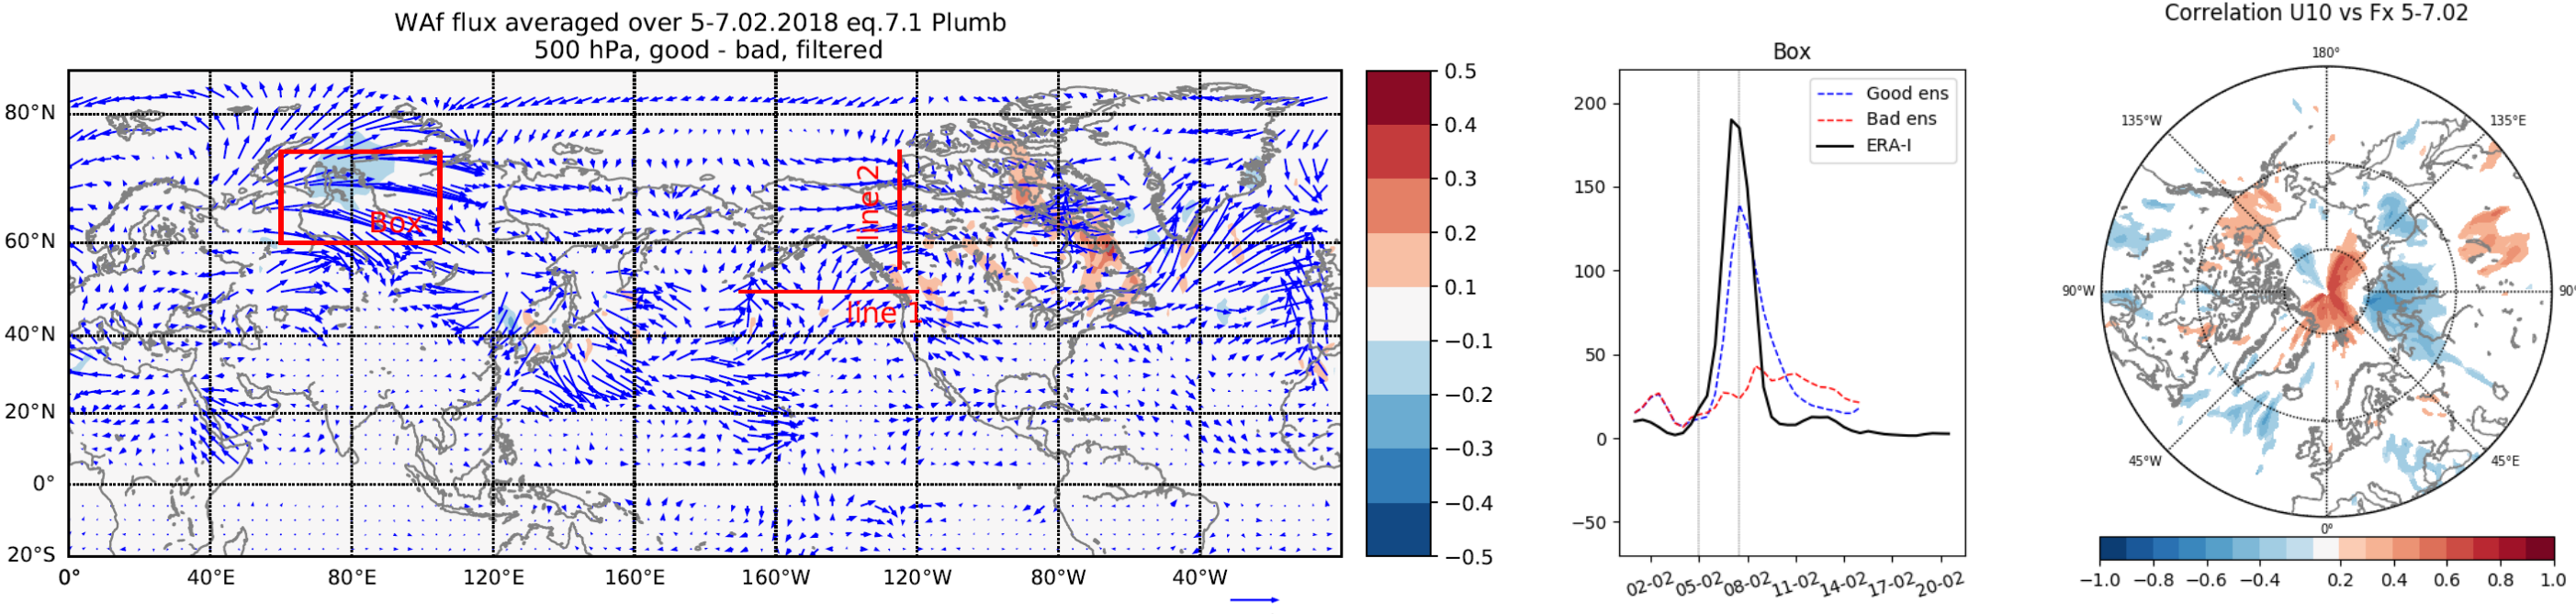 WAf flux averaged over 5-7.02.2018 eq.7.1 Plumb
500 hPa, good - bad, filtered
80°N
60°N
40°N
20°N
0°
20°S
0°
40°E
80°E
120°E
160°E
160°W
120°W
80°W
40°W
Box
line 2
line 1
0.5
0.4
0.3
0.2
0.1
−0.1
−0.2
−0.3
−0.4
−0.5
Box
Good ens
Bad ens
ERA-I
200
150
100
50
0
−50
02-02
05-02
08-02
11-02
14-02
17-02
20-02
Correlation U10 vs Fx 5-7.02
180°
135°W
135°E
90°W
90°
45°W
45°E
0°
−1.0
−0.8
−0.6
−0.4
0.2
0.4
0.6
0.8
1.0